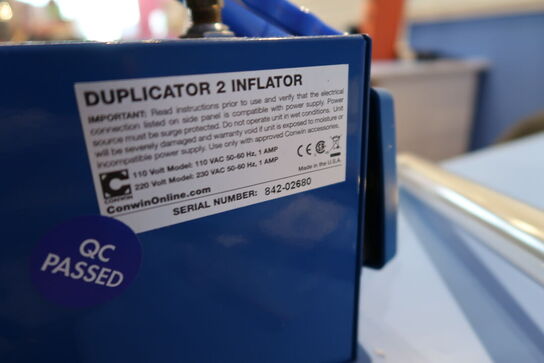 DUPLICATOR 2 INFLATOR
IMPORTANT: Read instructions prior to use and verify that the electrical
connection listed on side panel is compatible with power supply. Power
source must be surge protected. Do not operate unit in wet conditions. Unit
will be severely damaged and warranty void if unit is exposed to moisture or
incompatible power supply. Use only with approved Conwin accessories.
110 Volt Model: 110 VAC 50-60 Hz, 1 AMP
220 Volt Model: 230 VAC 50-60 Hz, 1 AMP
CONWIN
ConwinOnline.com
CE
Made in the U.S.A.
SERIAL NUMBER: 842-02680
QC
PASSED